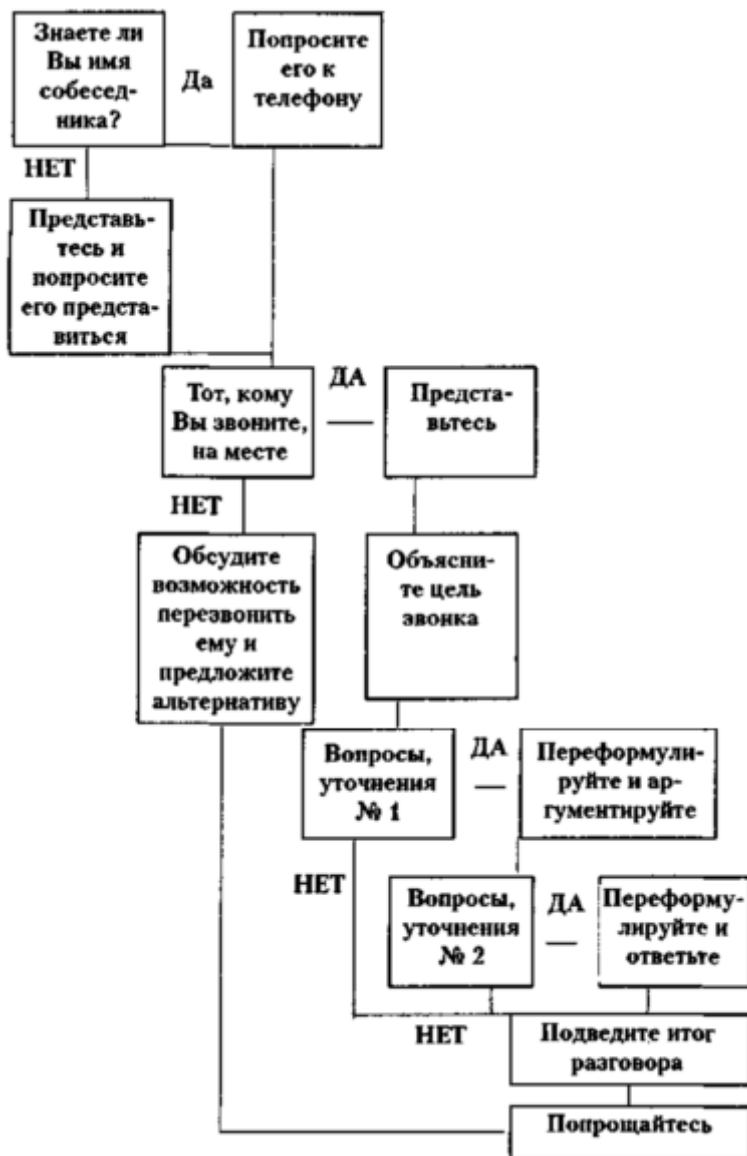 Знаете ли
Вы имя
собесед-
ника?
Да
Попросите
его к
телефону
НЕТ
Представь-
тесь и
попросите
его предста-
виться
Тот, кому
Вы звоните,
на месте
ДА
Предста-
вьтесь
НЕТ
Обсудите
возможность
перезвонить
ему и
предложите
альтернативу
Объясни-
те цель
звонка
Вопросы,
уточнения
№ 1
ДА
Переформули-
руйте и ар-
гументируйте
НЕТ
Вопросы,
уточнения
№ 2
ДА
Переформу-
лируйте и
ответьте
НЕТ
Подведите итог
разговора
Попрощайтесь